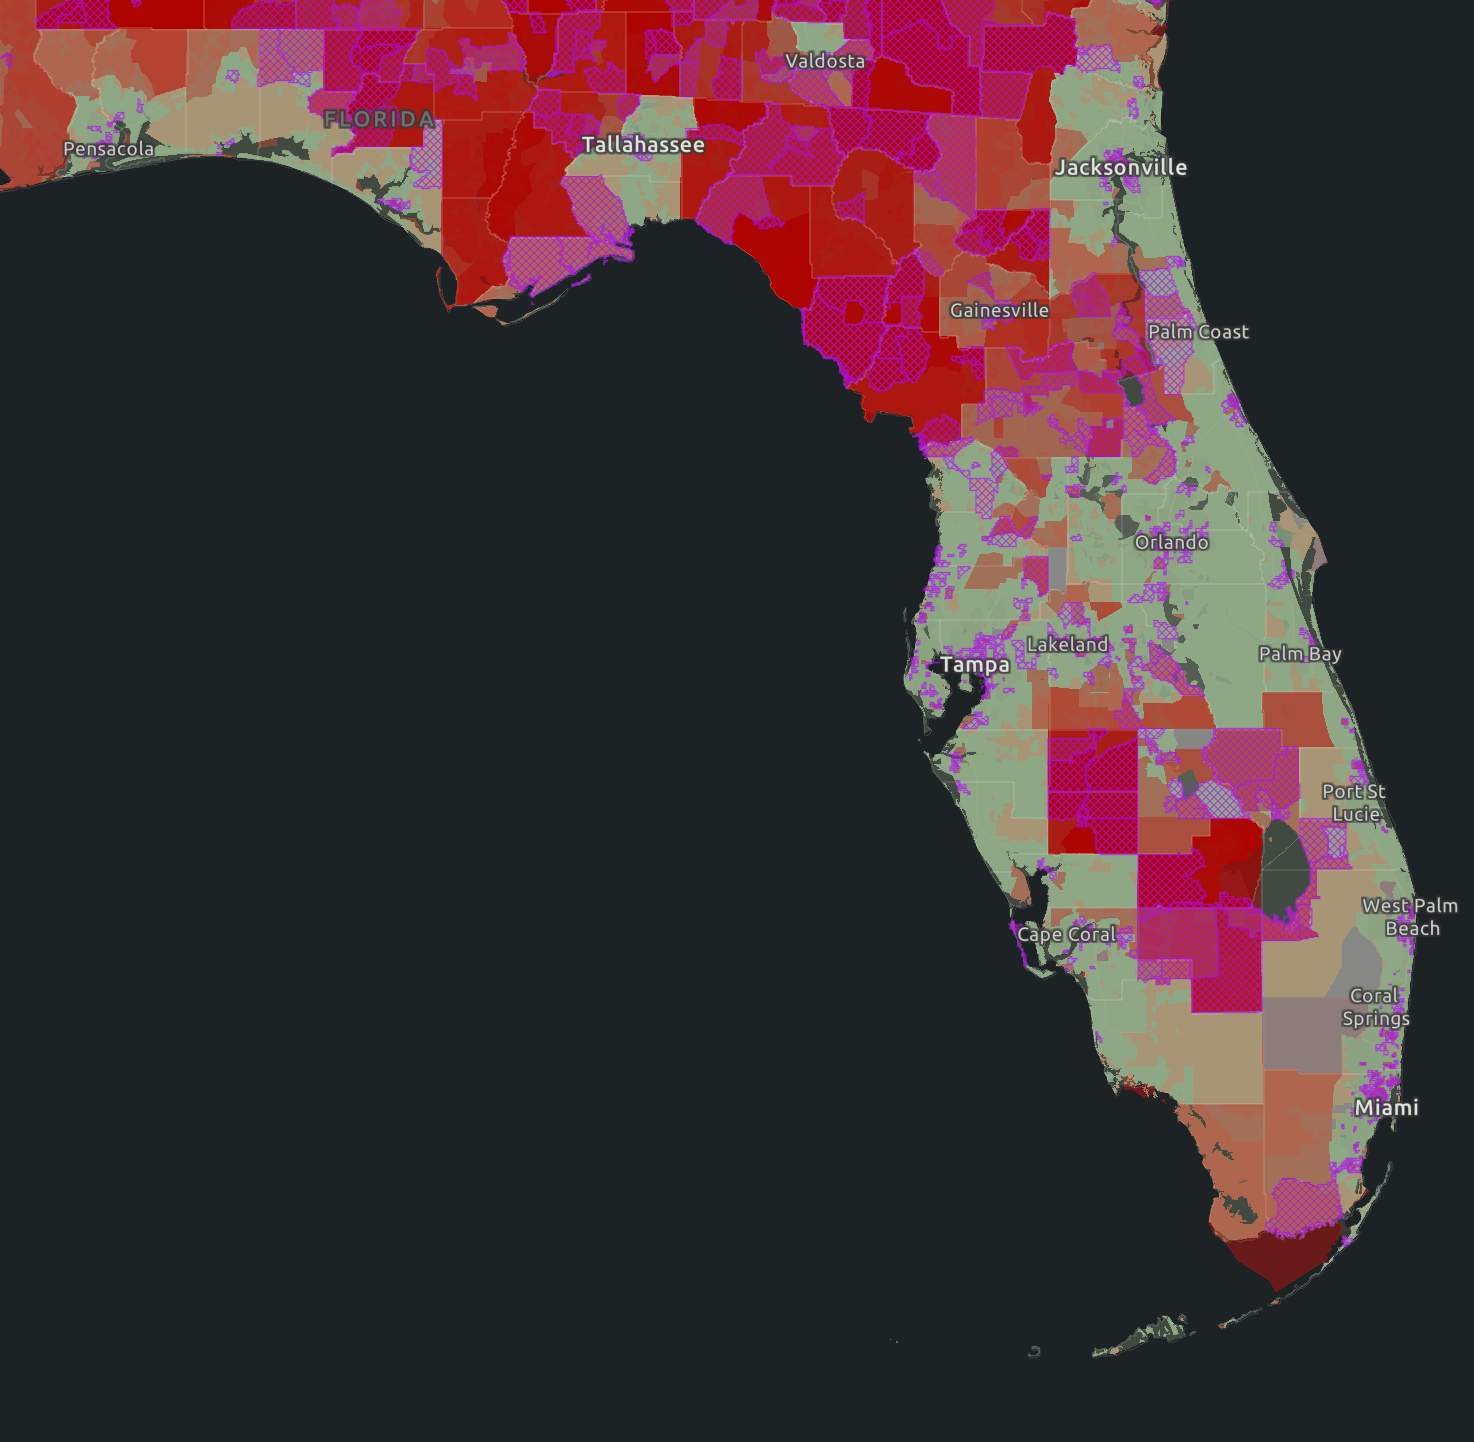 Valdosta
FLORIDA
Tallahassee
Pensacola
Jacksonville
Gainesville
Palm Coast
Orlando
Lakeland
Palm Bay
Tampa
Port St
Lucie
West Palm
Beach
Cape Coral
Coral
Springs
Miami